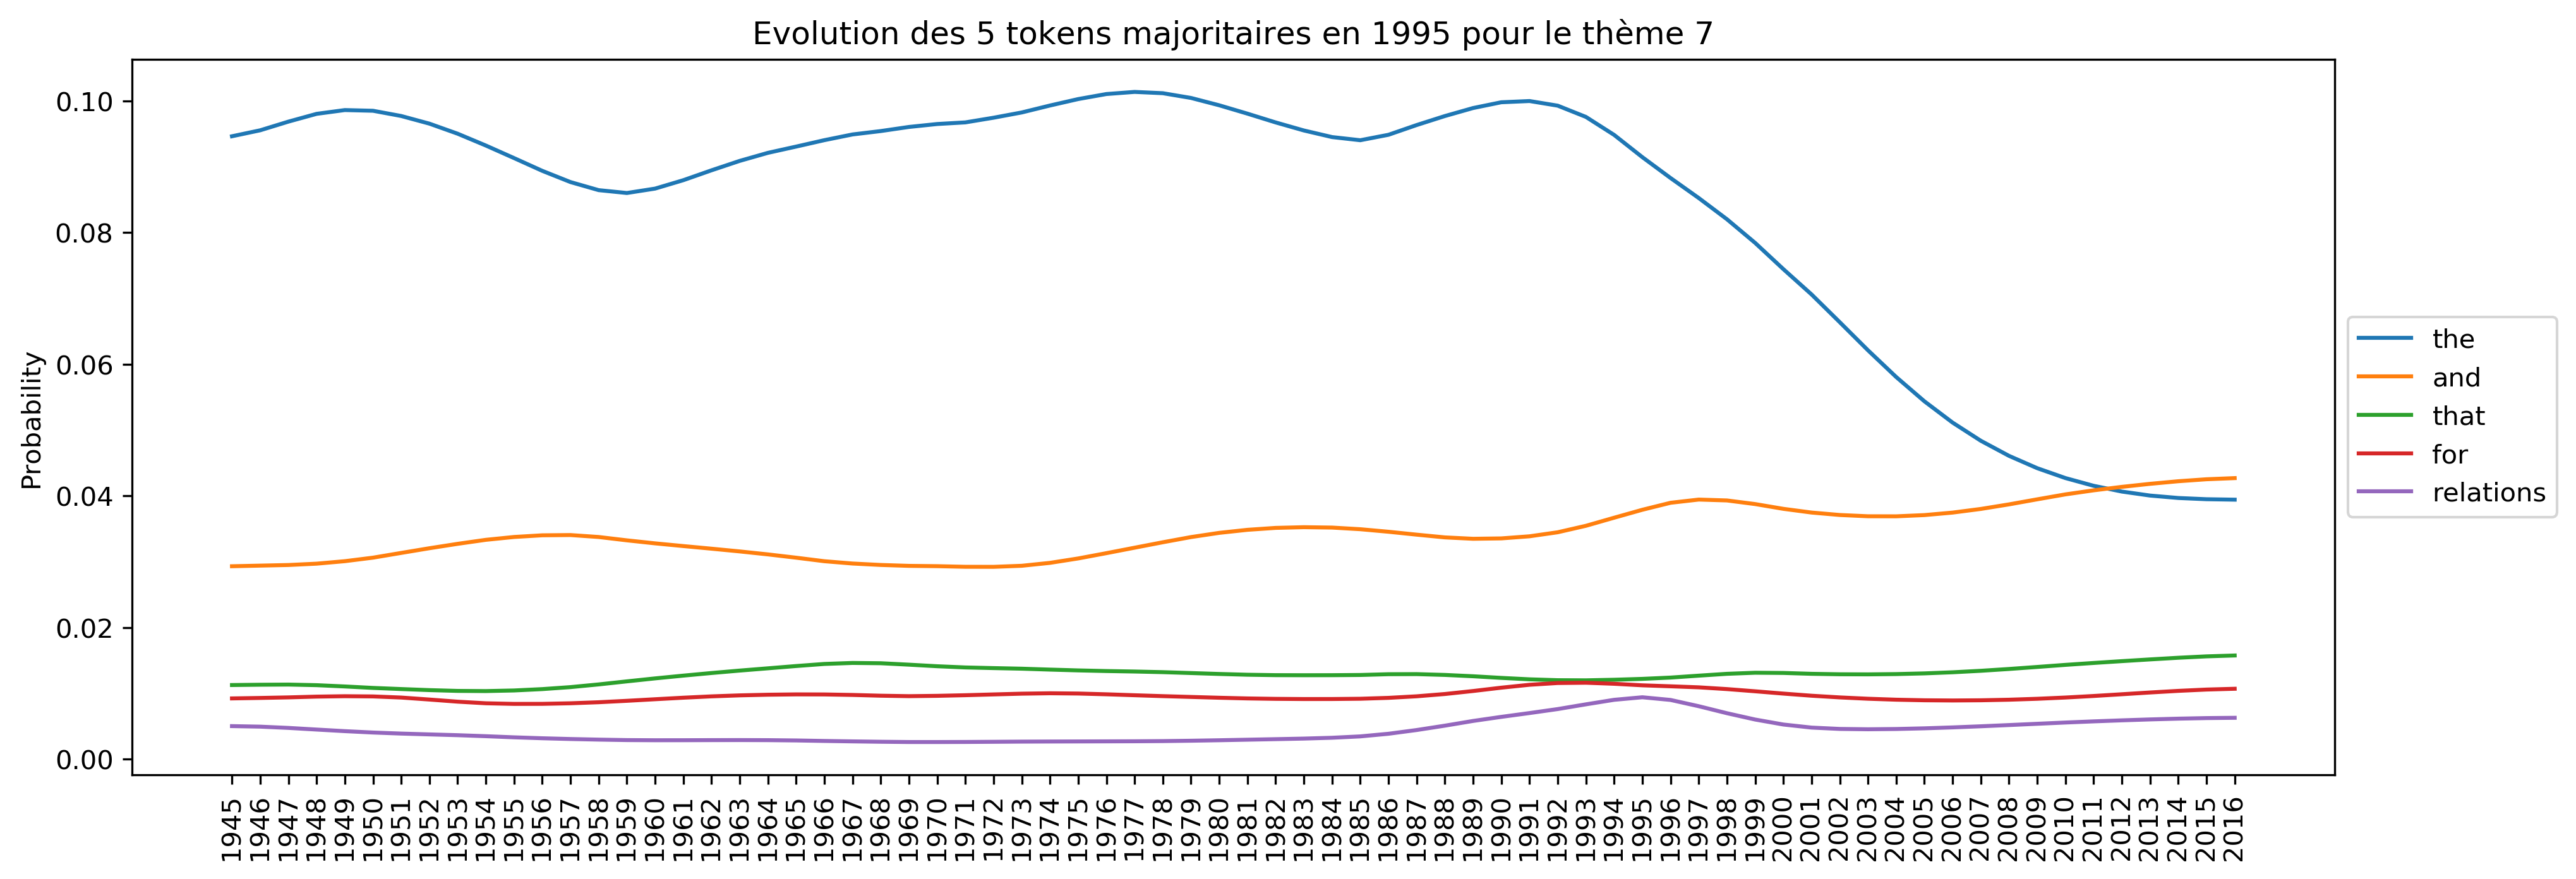 Evolution des 5 tokens majoritaires en 1995 pour le thème 7
Probability
0.10
0.08
0.06
0.04
0.02
0.00
1945 1946 1947 1948 1949 1950 1951 1952 1953 1954 1955 1956 1957 1958 1959 1960 1961 1962 1963 1964 1965 1966 1967 1968 1969 1970 1971 1972 1973 1974 1975 1976 1977 1978 1979 1980 1981 1982 1983 1984 1985 1986 1987 1988 1989 1990 1991 1992 1993 1994 1995 1996 1997 1998 1999 2000 2001 2002 2003 2004 2005 2006 2007 2008 2009 2010 2011 2012 2013 2014 2015 2016
the
and
that
for
relations